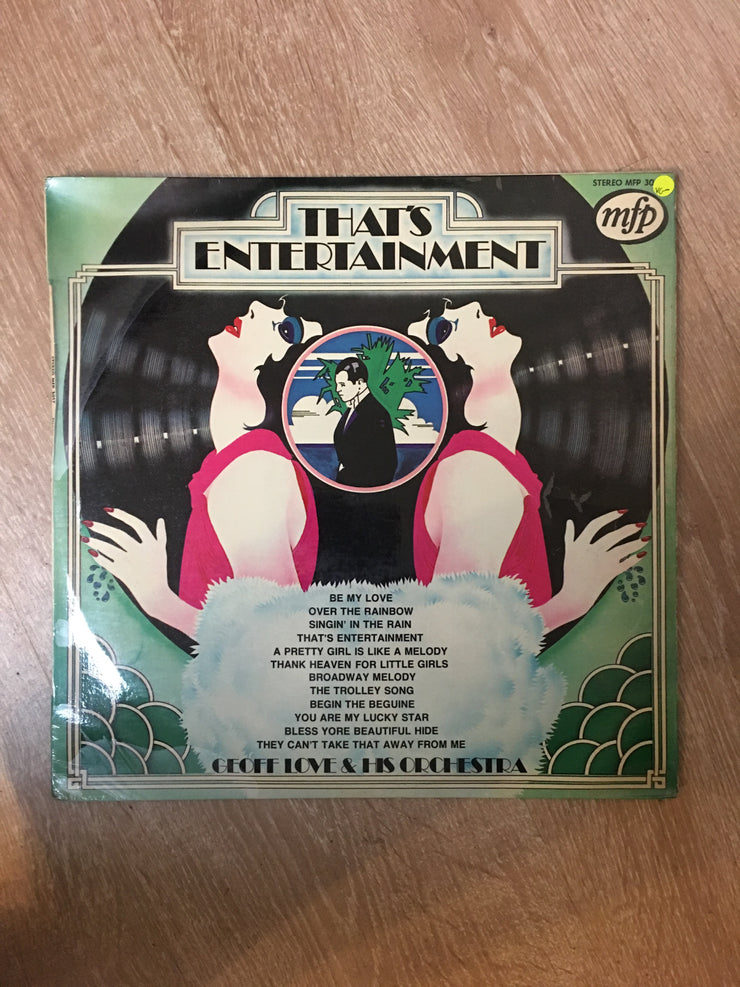 STEREO MFP 30
VG-
mfp
THAT'S
ENTERTAINMENT
BE MY LOVE
OVER THE RAINBOW
SINGIN' IN THE RAIN
THAT'S ENTERTAINMENT
A PRETTY GIRL IS LIKE A MELODY
THANK HEAVEN FOR LITTLE GIRLS
BROADWAY MELODY
THE TROLLEY SONG
BEGIN THE BEGUINE
YOU ARE MY LUCKY STAR
BLESS YORE BEAUTIFUL HIDE
THEY CAN'T TAKE THAT AWAY FROM ME
GEOFF LOVE & HIS ORCHESTRA